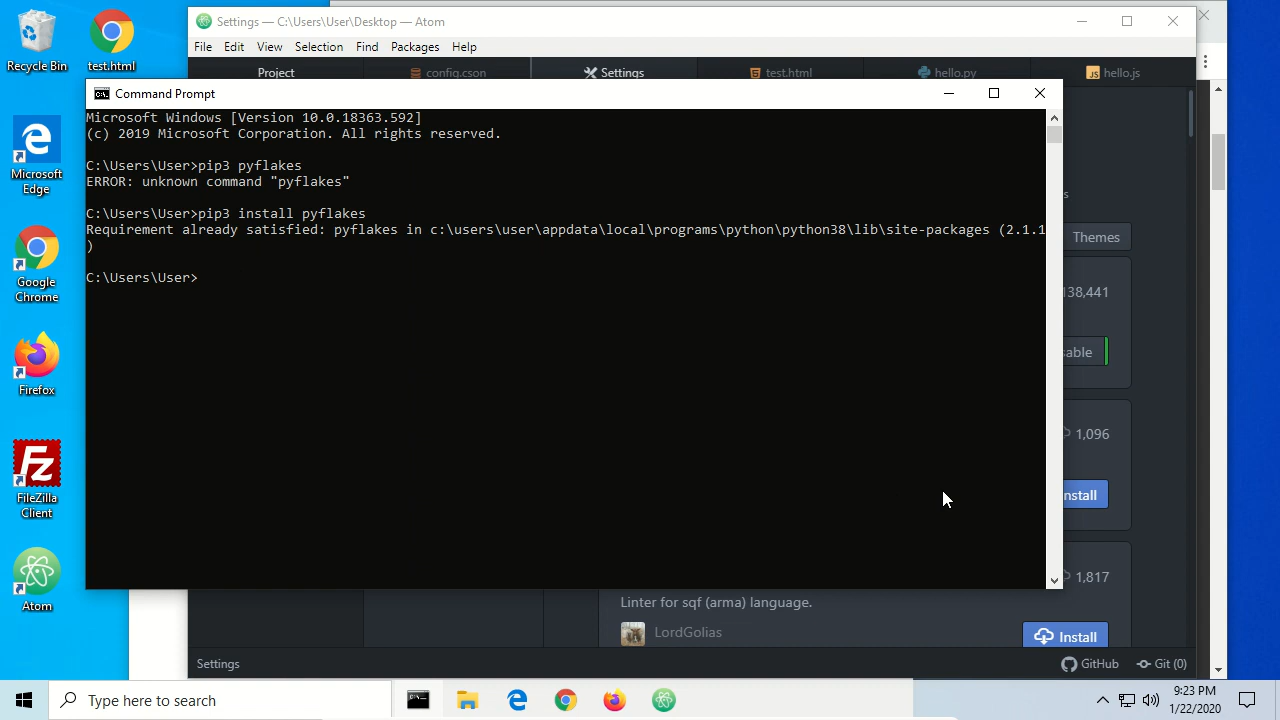 Settings — C:\Users\User\Desktop — Atom
File Edit View Selection Find Packages Help
Project config.cson Settings test.html hello.py hello.js
Command Prompt
Microsoft Windows [Version 10.0.18363.592]
(c) 2019 Microsoft Corporation. All rights reserved.
C:\Users\User>pip3 pyflakes
ERROR: unknown command "pyflakes"
C:\Users\User>pip3 install pyflakes
Requirement already satisfied: pyflakes in c:\users\user\appdata\local\programs\python\python38\lib\site-packages (2.1.1
)
C:\Users\User>
Themes
1,096
1,817
Linter for sqf (arma) language.
LordGolias
Install
Settings
GitHub Git (0)
Recycle Bin
test.html
Microsoft
Edge
Google
Chrome
Firefox
FileZilla
Client
Atom
Type here to search
9:23 PM
1/22/2020